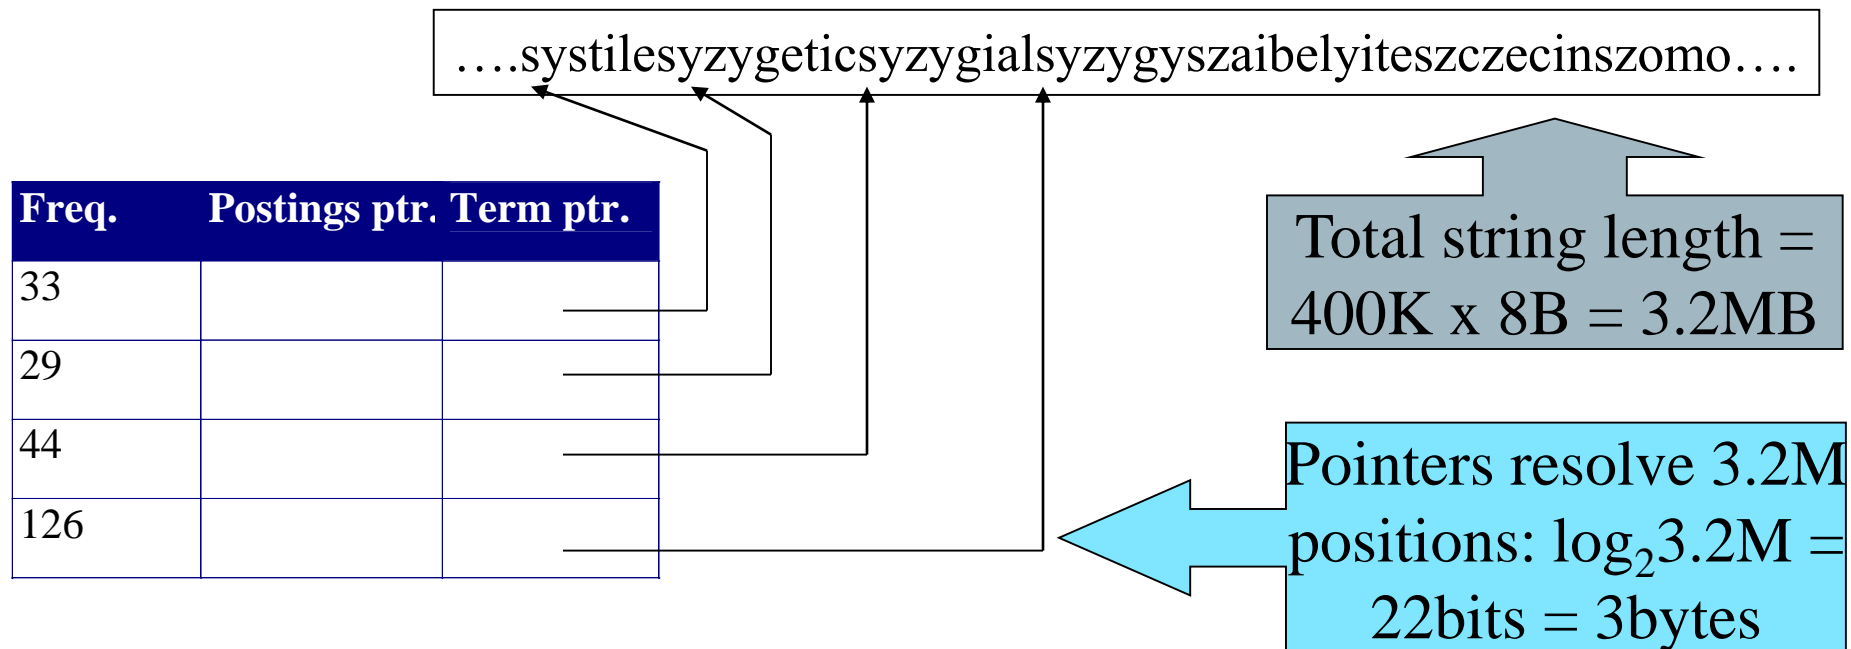 ….systilesyzygeticsyzygialsyzygyszaibelyiteszczecinszomo….
Freq. Postings ptr. Term ptr.
33
29
44
126
Total string length =
400K x 8B = 3.2MB
Pointers resolve 3.2M
positions: log₂3.2M =
22bits = 3bytes